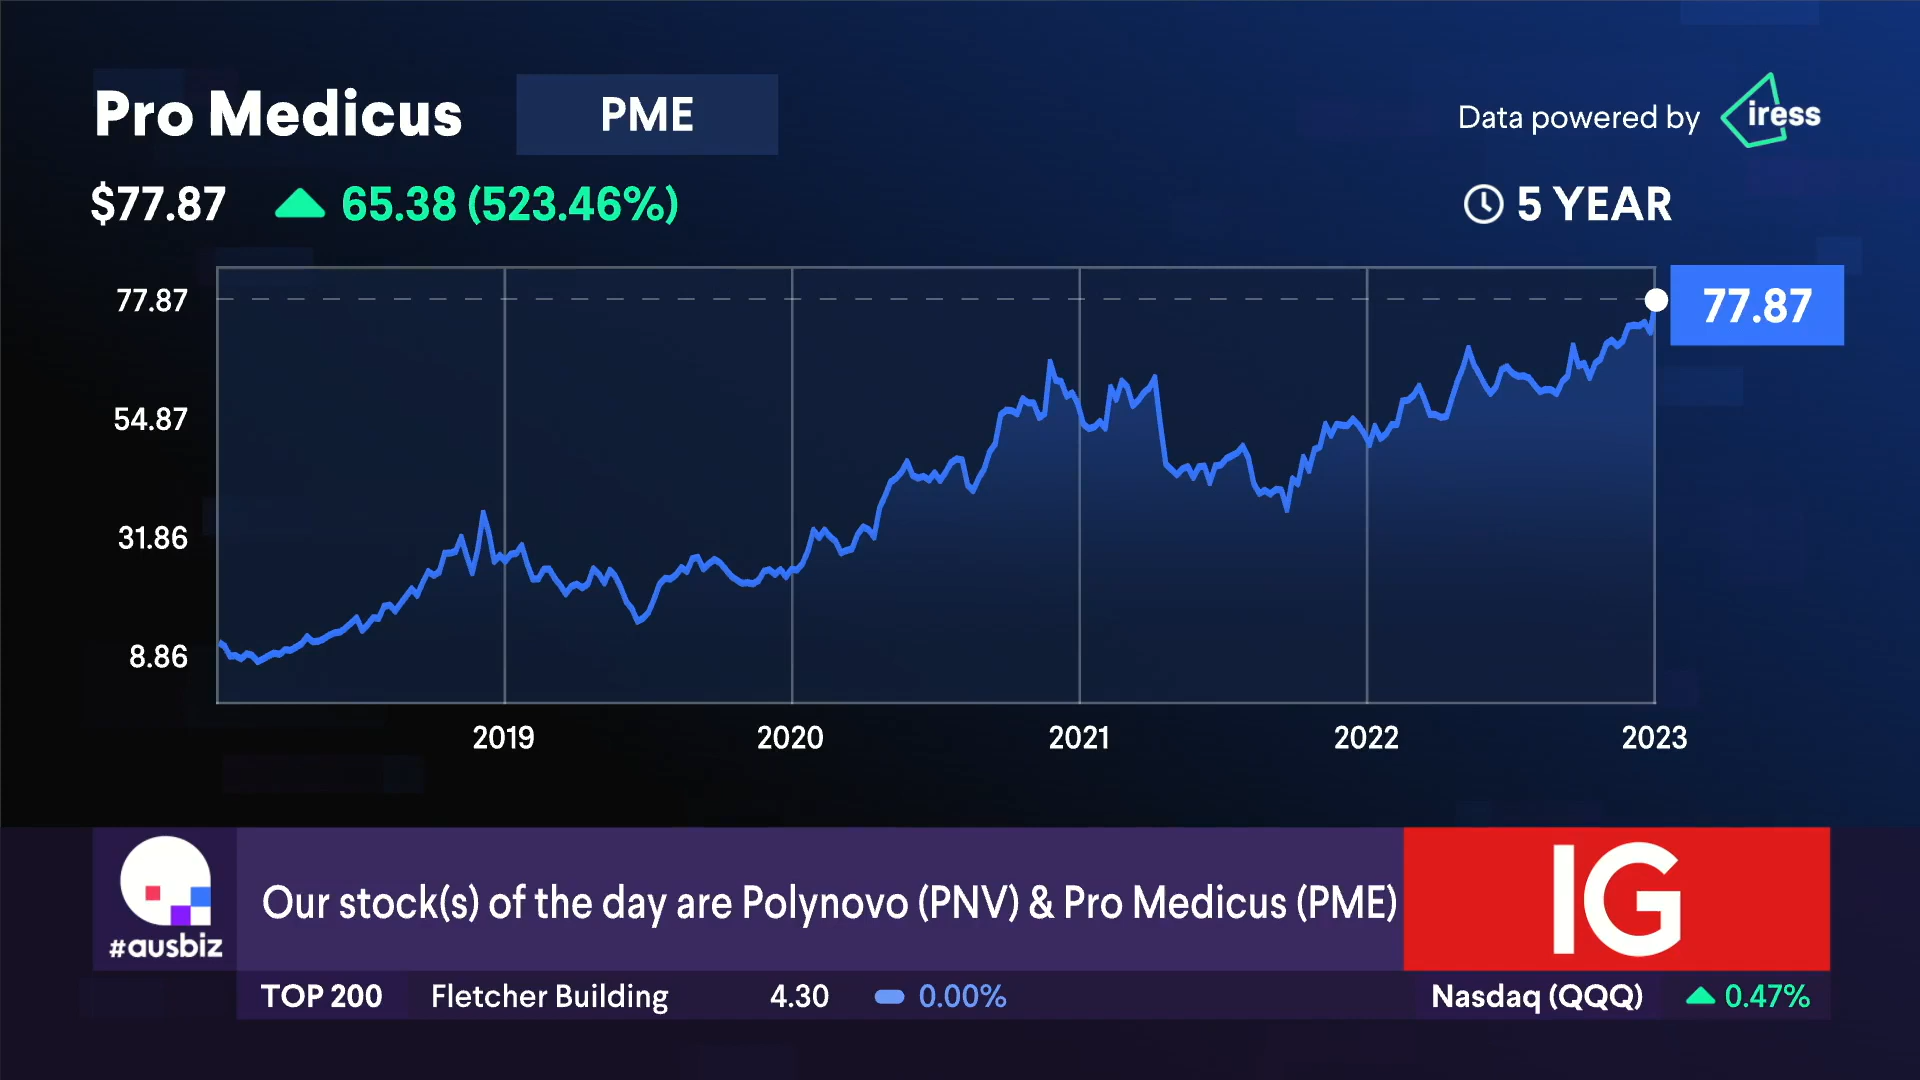 Pro Medicus
PME
Data powered by iress
$77.87 65.38 (523.46%)
5 YEAR
77.87
77.87
54.87
31.86
8.86
2019 2020 2021 2022 2023
Our stock(s) of the day are Polynovo (PNV) & Pro Medicus (PME)
IG
#ausbiz
TOP 200 Fletcher Building 4.30 0.00%
Nasdaq (QQQ) 0.47%